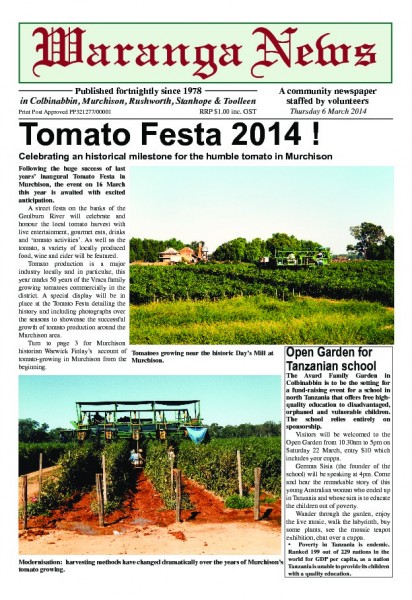 Waranga News
Published fortnightly since 1978
in Colbinabbin, Murchison, Rushworth, Stanhope & Toolleen
Print Post Approved PP321277/00001 RRP $1.00 inc. GST
A community newspaper
staffed by volunteers
Thursday 6 March 2014
Tomato Festa 2014 !
Celebrating an historical milestone for the humble tomato in Murchison
Following the huge success of last
years' inaugural Tomato Festa in
Murchison, the event on 16 March
this year is awaited with excited
anticipation.
A street festa on the banks of the
Goulburn River will celebrate and
honour the local tomato harvest with
live entertainment, gourmet eats, drinks
and 'tomato activities'. As well as the
tomato, a variety of locally produced
food, wine and cider will be featured.
Tomato production is a major
industry locally and in particular, this
year marks 50 years of the Vraca family
growing tomatoes commercially in the
district. A special display will be in
place at the Tomato Festa detailing the
history and including photographs over
the seasons to showcase the successful
growth of tomato production around the
Murchison area.
Turn to page 3 for Murchison
historian Warwick Finlay's account of
tomato-growing in Murchison from the
beginning.
Tomatoes growing near the historic Day's Mill at
Murchison.
Modernisation: harvesting methods have changed dramatically over the years of Murchison's
tomato growing.
Open Garden for
Tanzanian school
The Avard Family Garden in
Colbinabbin is to be the setting for
a fund-raising event for a school in
north Tanzania that offers free high-
quality education to disadvantaged,
orphaned and vulnerable children.
The school relies entirely on
sponsorship.
Visitors will be welcomed to the
Open Garden from 10.30am to 5pm on
Saturday 22 March, entry $10 which
includes your cuppa.
Gemma Sisia (the founder of the
school) will be speaking at 4pm. Come
and hear the remarkable story of this
young Australian woman who ended up
in Tanzania and whose aim is to educate
the children out of poverty.
Wander through the garden, enjoy
the live music, walk the labyrinth, buy
some plants, see the mosaic teapot
exhibition, chat over a cuppa.
• Poverty in Tanzania is endemic.
Ranked 199 out of 229 nations in the
world for GDP per capita, as a nation
Tanzania is unable to provide its children
with a quality education.